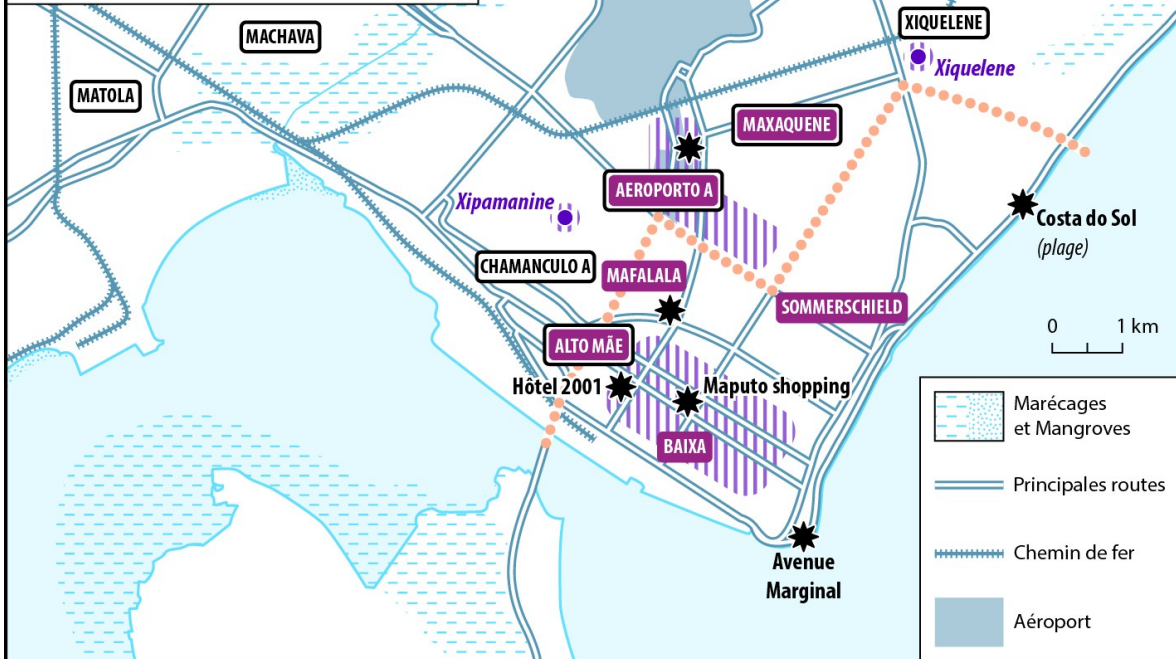 XIQUELENE
MACHAVA
Xiquelene
MATOLA
MAXAQUENE
AEROPORTO A
Xipamanine
Costa do Sol
(plage)
CHAMANCULO A
MAFALALA
SOMMERSCHIELD
0 1 km
ALTO MÃE
Hôtel 2001
Maputo shopping
BAIXA
Avenue
Marginal
Marécages
et Mangroves
Principales routes
Chemin de fer
Aéroport